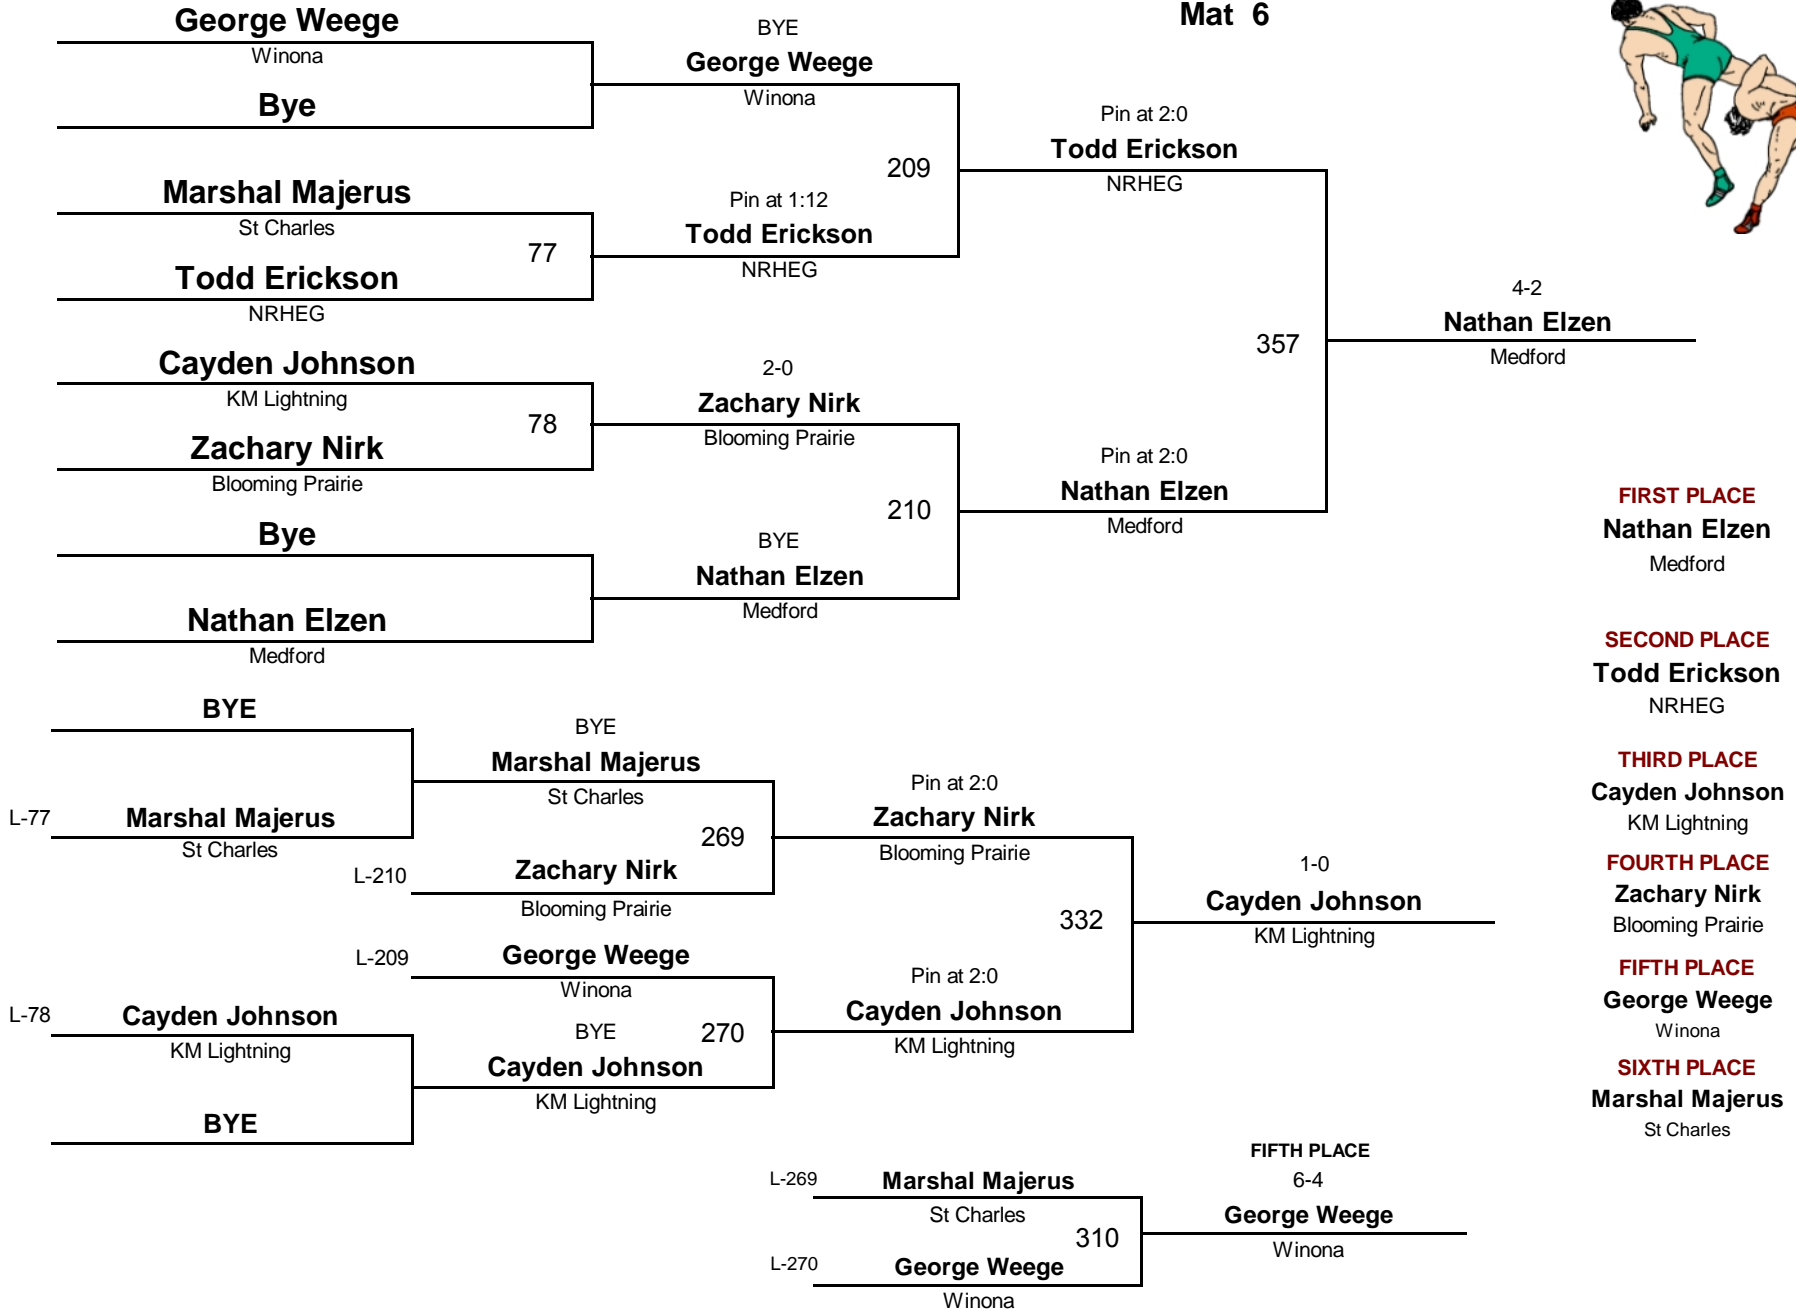 Mat 6
George Weege
Winona
Bye
BYE
George Weege
Winona
209
Marshal Majerus
St Charles
77
Todd Erickson
NRHEG
Pin at 1:12
Todd Erickson
NRHEG
Pin at 2:0
Todd Erickson
NRHEG
Cayden Johnson
KM Lightning
78
Zachary Nirk
Blooming Prairie
2-0
Zachary Nirk
Blooming Prairie
210
Bye
Nathan Elzen
Medford
BYE
Nathan Elzen
Medford
Pin at 2:0
Nathan Elzen
Medford
357
4-2
Nathan Elzen
Medford
BYE
L-77
Marshal Majerus
St Charles
BYE
Marshal Majerus
St Charles
269
L-210
Zachary Nirk
Blooming Prairie
Pin at 2:0
Zachary Nirk
Blooming Prairie
332
L-209
George Weege
Winona
L-78
Cayden Johnson
KM Lightning
BYE
BYE
270
Cayden Johnson
KM Lightning
Pin at 2:0
Cayden Johnson
KM Lightning
1-0
Cayden Johnson
KM Lightning
L-269
Marshal Majerus
St Charles
310
L-270
George Weege
Winona
FIFTH PLACE
6-4
George Weege
Winona
FIRST PLACE
Nathan Elzen
Medford
SECOND PLACE
Todd Erickson
NRHEG
THIRD PLACE
Cayden Johnson
KM Lightning
FOURTH PLACE
Zachary Nirk
Blooming Prairie
FIFTH PLACE
George Weege
Winona
SIXTH PLACE
Marshal Majerus
St Charles